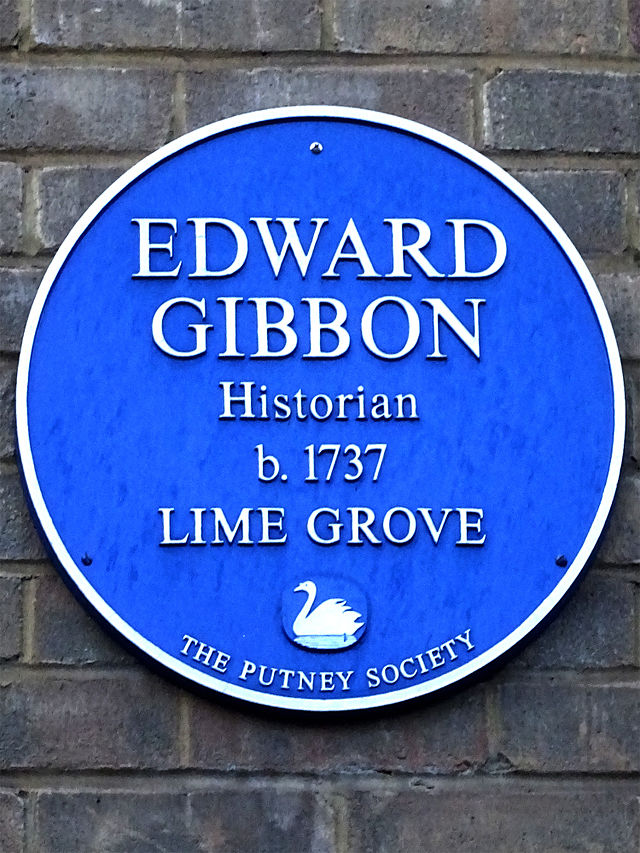 EDWARD
GIBBON
Historian
b. 1737
LIME GROVE
THE PUTNEY SOCIETY